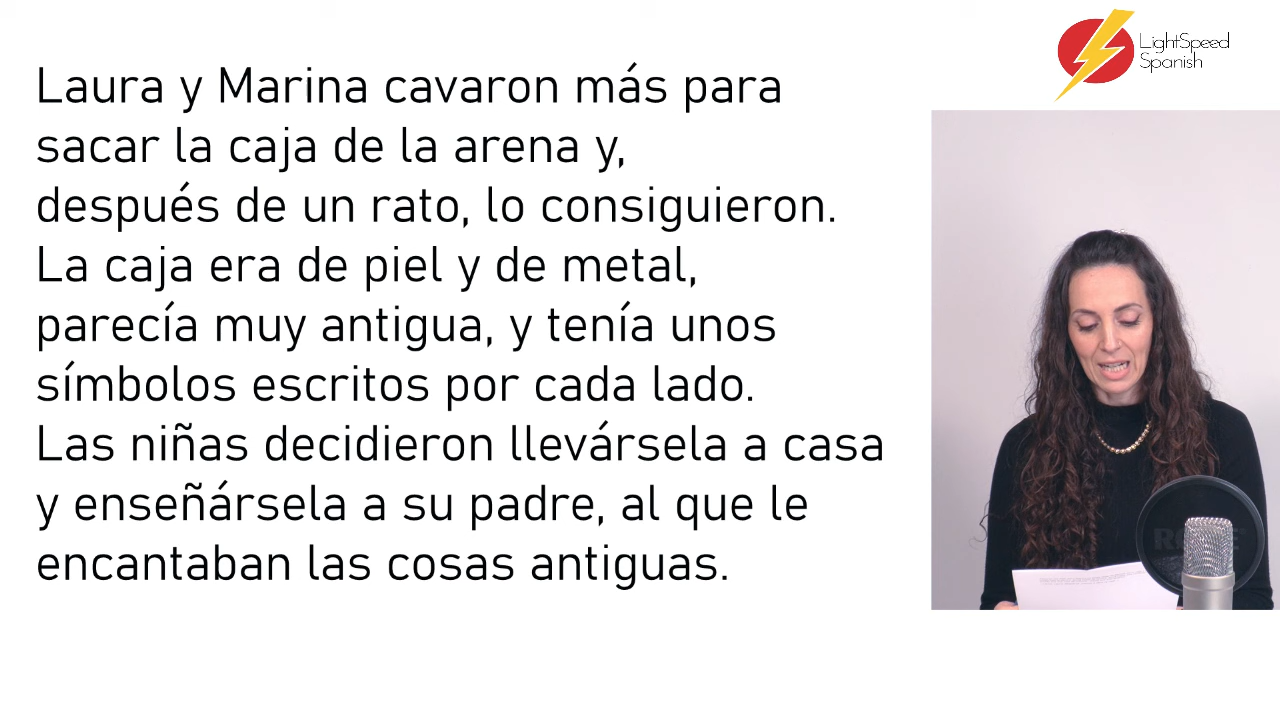 Laura y Marina cavaron más para
sacar la caja de la arena y,
después de un rato, lo consiguieron.
La caja era de piel y de metal,
parecía muy antigua, y tenía unos
símbolos escritos por cada lado.
Las niñas decidieron llevársela a casa
y enseñársela a su padre, al que le
encantaban las cosas antiguas.
LightSpeed
Spanish